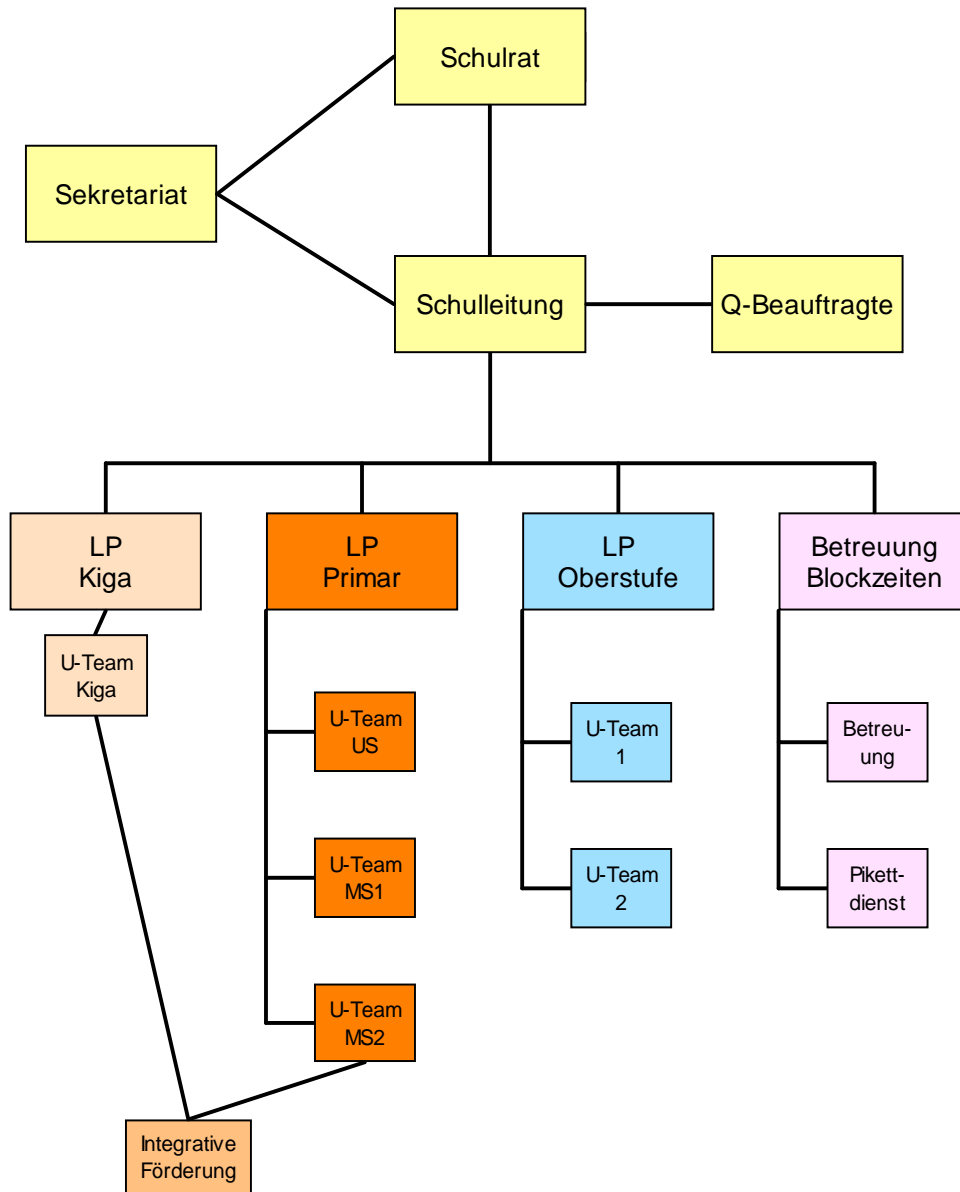 Schulrat
Sekretariat
Schulleitung
Q-Beauftragte
LP
Kiga
LP
Primar
LP
Oberstufe
Betreuung
Blockzeiten
U-Team
Kiga
U-Team
US
U-Team
1
Betreu-
ung
U-Team
MS1
U-Team
2
Pikett-
dienst
U-Team
MS2
Integrative
Förderung